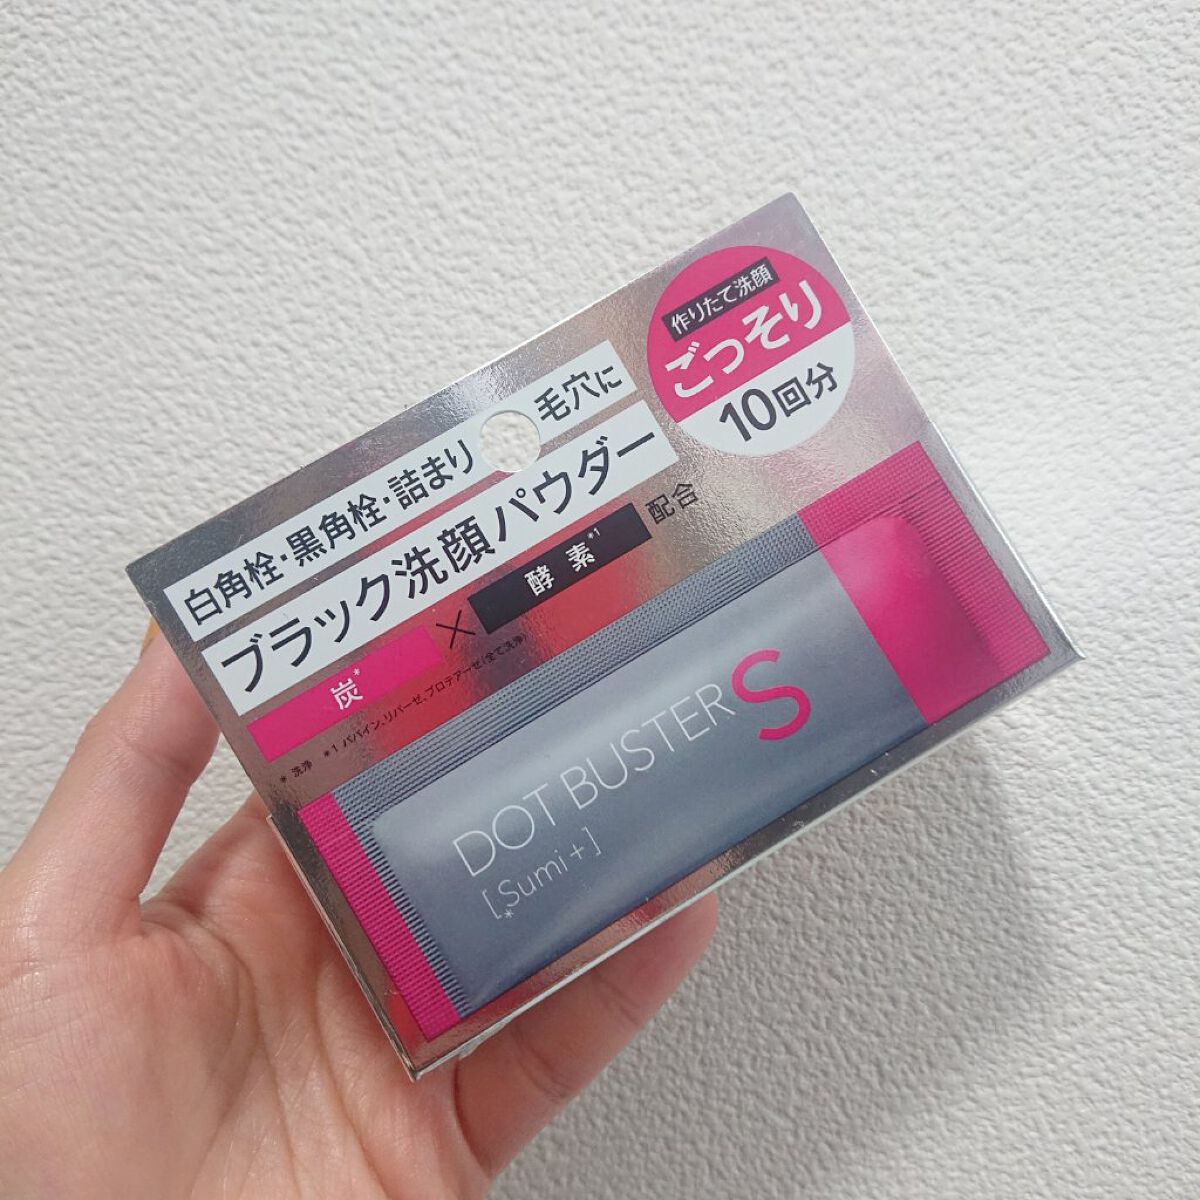 作りたて洗顔
ごっそり
10回分
白角栓・黒角栓・詰まり毛穴に
ブラック洗顔パウダー
炭* × 酵素*1 配合
* 洗浄 *1 パパイン、リパーゼ、プロテアーゼ(全て洗浄)
DOT BUSTER S
[Sumi+]
*